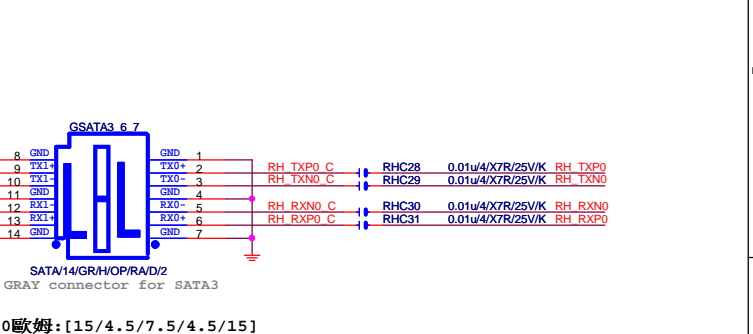 GSATA3 6 7
8 GND GND 1
9 TX1+ TX0+ 2 RH_TXP0_C RHC28 0.01u/4/X7R/25V/K RH_TXP0
10 TX1- TX0- 3 RH_TXN0_C RHC29 0.01u/4/X7R/25V/K RH_TXN0
11 GND GND 4
12 RX1- RX0- 5 RH_RXN0_C RHC30 0.01u/4/X7R/25V/K RH_RXN0
13 RX1+ RX0+ 6 RH_RXP0_C RHC31 0.01u/4/X7R/25V/K RH_RXP0
14 GND GND 7
SATA/14/GR/H/OP/RA/D/2
GRAY connector for SATA3
0歐姆:[15/4.5/7.5/4.5/15]